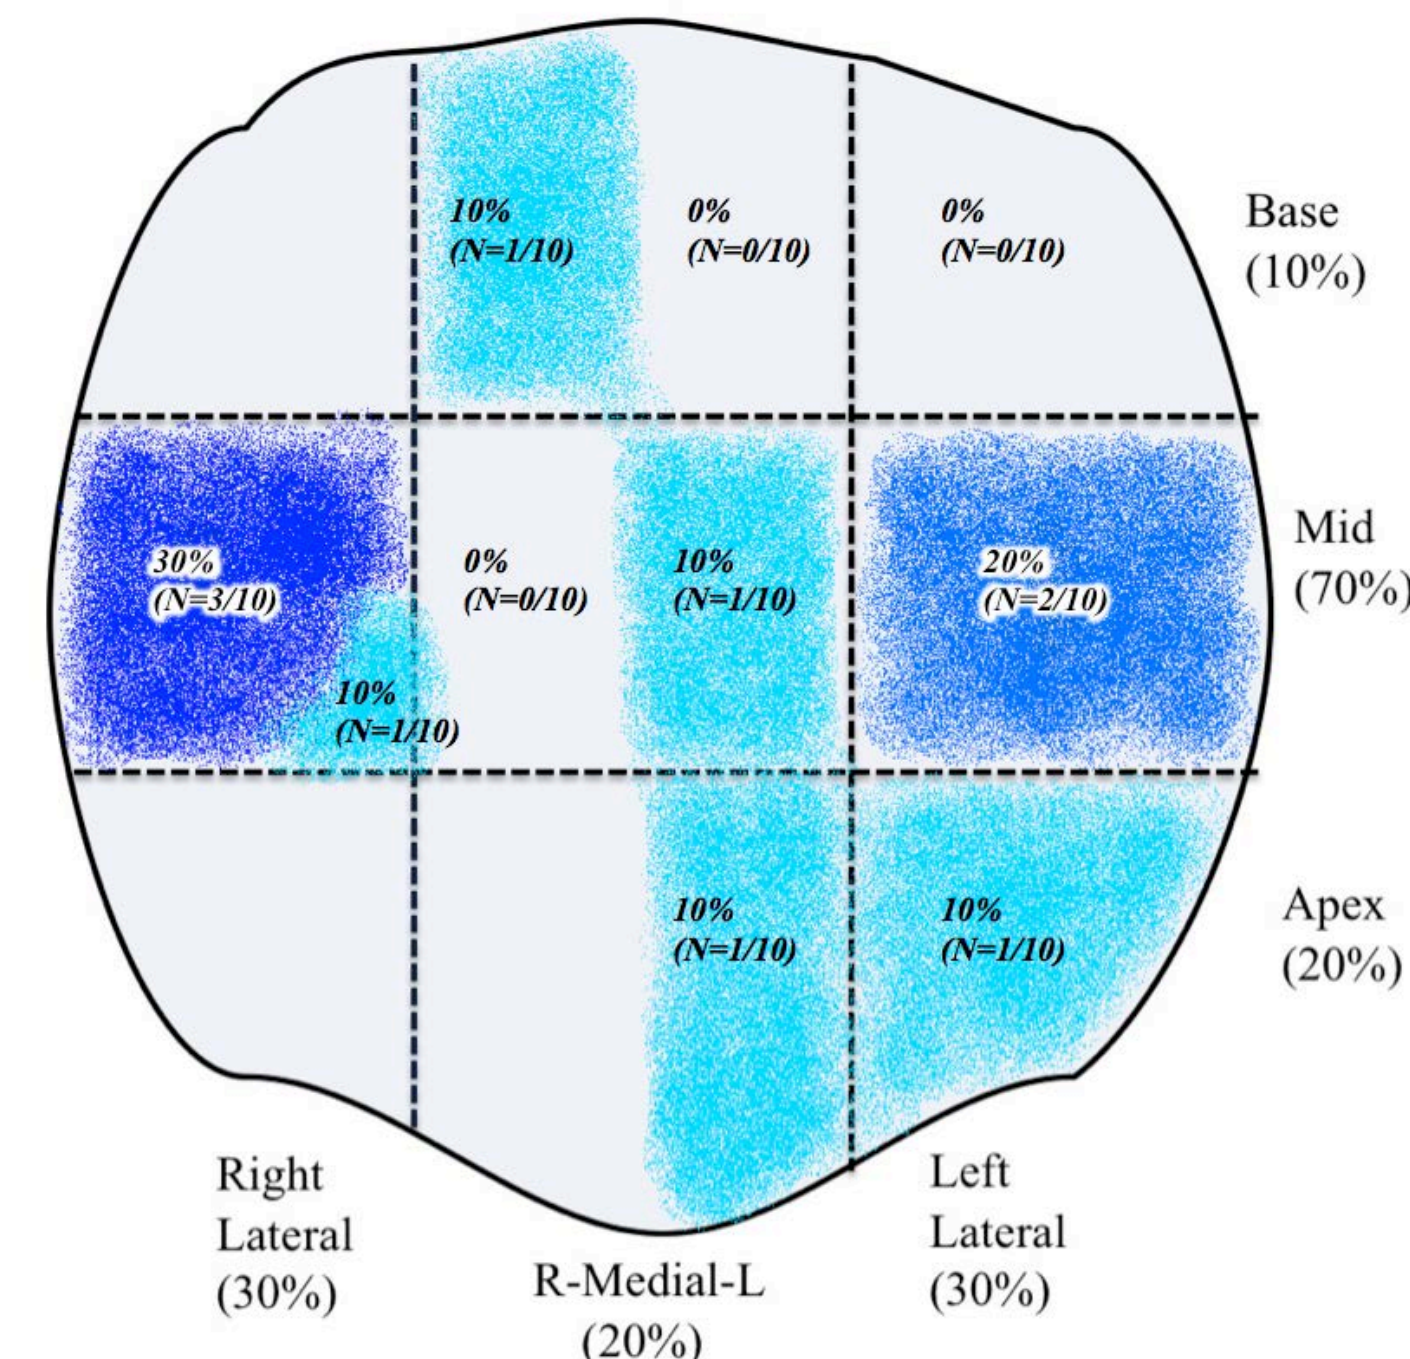 10%
(N=1/10)
0%
(N=0/10)
0%
(N=0/10)
Base
(10%)
30%
(N=3/10)
10%
(N=1/10)
0%
(N=0/10)
10%
(N=1/10)
20%
(N=2/10)
Mid
(70%)
10%
(N=1/10)
10%
(N=1/10)
Apex
(20%)
Right
Lateral
(30%)
R-Medial-L
(20%)
Left
Lateral
(30%)